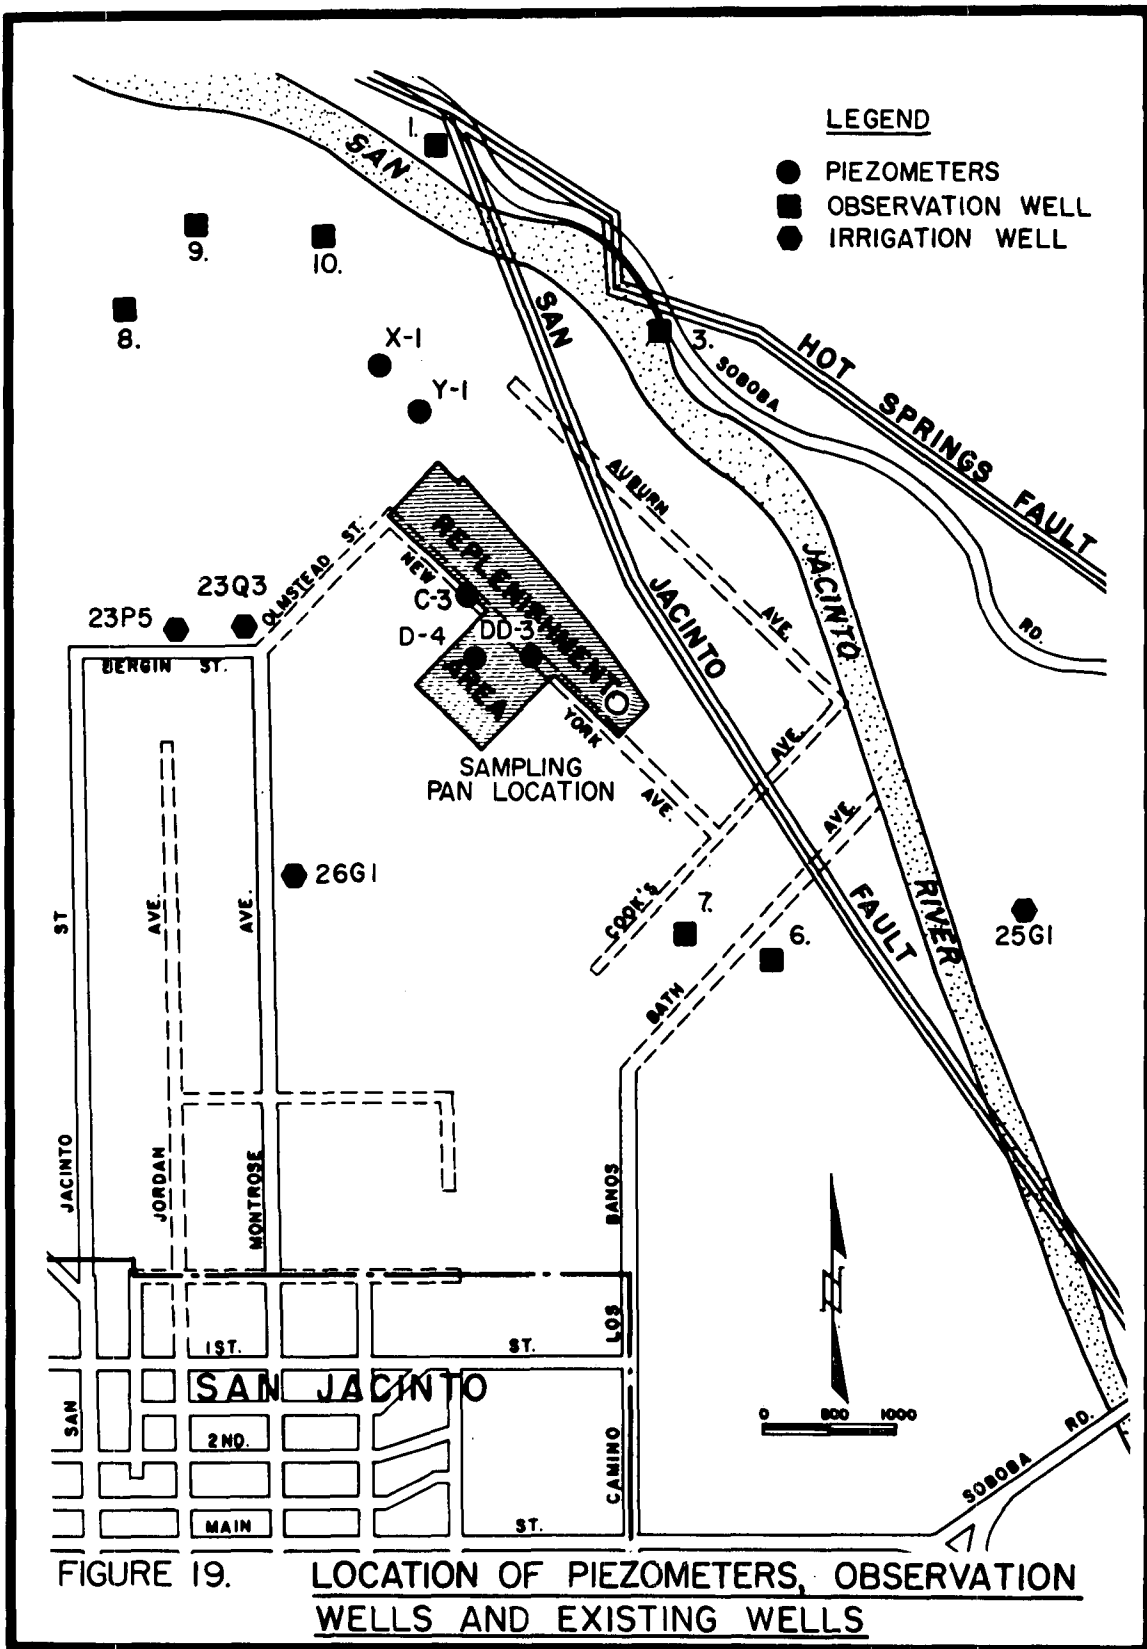 LEGEND
PIEZOMETERS
OBSERVATION WELL
IRRIGATION WELL
1.
SAN
9.
10.
8.
X-1
Y-1
SAN
3.
SOBOBA
HOT SPRINGS FAULT
AUBURN
AVE.
JACINTO
RD.
REPLENISHMENT
AREA
NEW
OLMSTEAD ST.
C-3
23Q3
23P5
D-4
DD-3
BERGIN ST.
JACINTO
YORK
AVE.
SAMPLING
PAN LOCATION
AVE.
AVE.
26G1
COOK'S
7.
6.
FAULT
RIVER
25G1
ST
AVE.
AVE.
BATH
JACINTO
JORDAN
MONTROSE
BANOS
LOS
1ST.
ST.
SAN JACINTO
SAN
2ND.
CAMINO
MAIN
ST.
N
0 800 1000
SOBOBA RD.
FIGURE 19.
LOCATION OF PIEZOMETERS, OBSERVATION
WELLS AND EXISTING WELLS